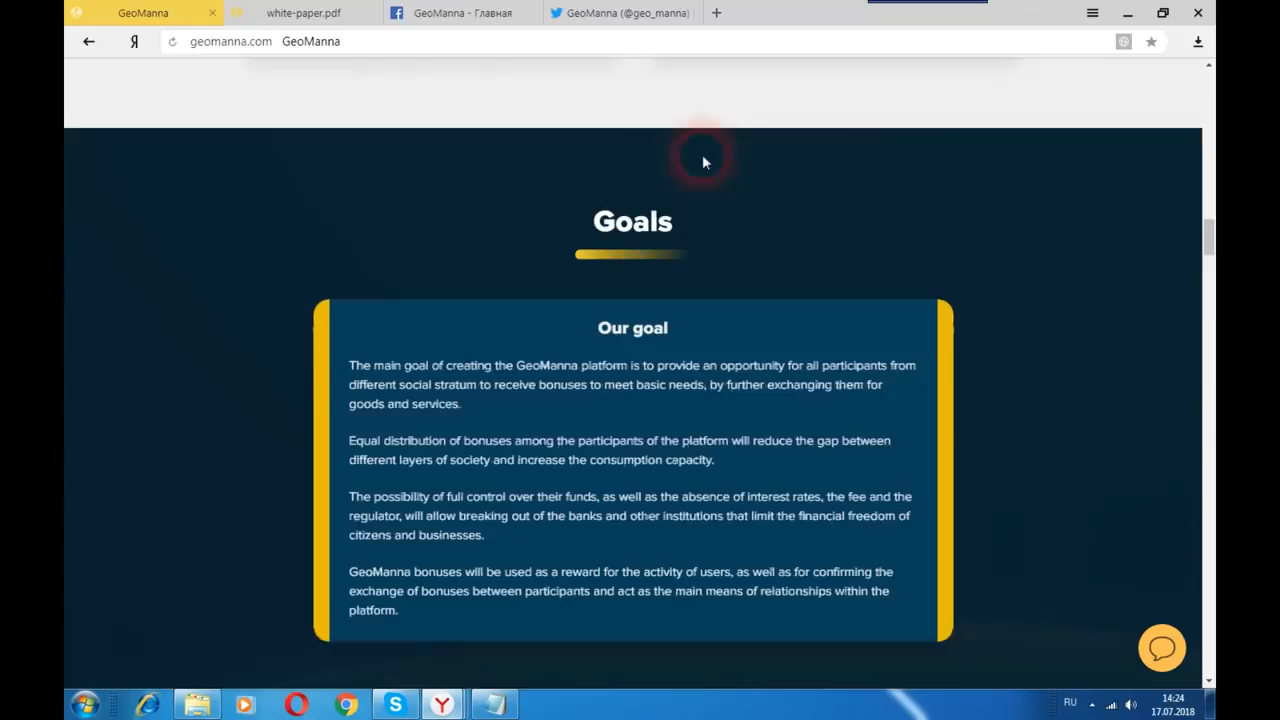 GeoManna
white-paper.pdf
GeoManna - Главная
GeoManna (@geo_manna)
geomanna.com GeoManna
Goals
Our goal
The main goal of creating the GeoManna platform is to provide an opportunity for all participants from
different social stratum to receive bonuses to meet basic needs, by further exchanging them for
goods and services.
Equal distribution of bonuses among the participants of the platform will reduce the gap between
different layers of society and increase the consumption capacity.
The possibility of full control over their funds, as well as the absence of interest rates, the fee and the
regulator, will allow breaking out of the banks and other institutions that limit the financial freedom of
citizens and businesses.
GeoManna bonuses will be used as a reward for the activity of users, as well as for confirming the
exchange of bonuses between participants and act as the main means of relationships within the
platform.
RU
14:24
17.07.2018